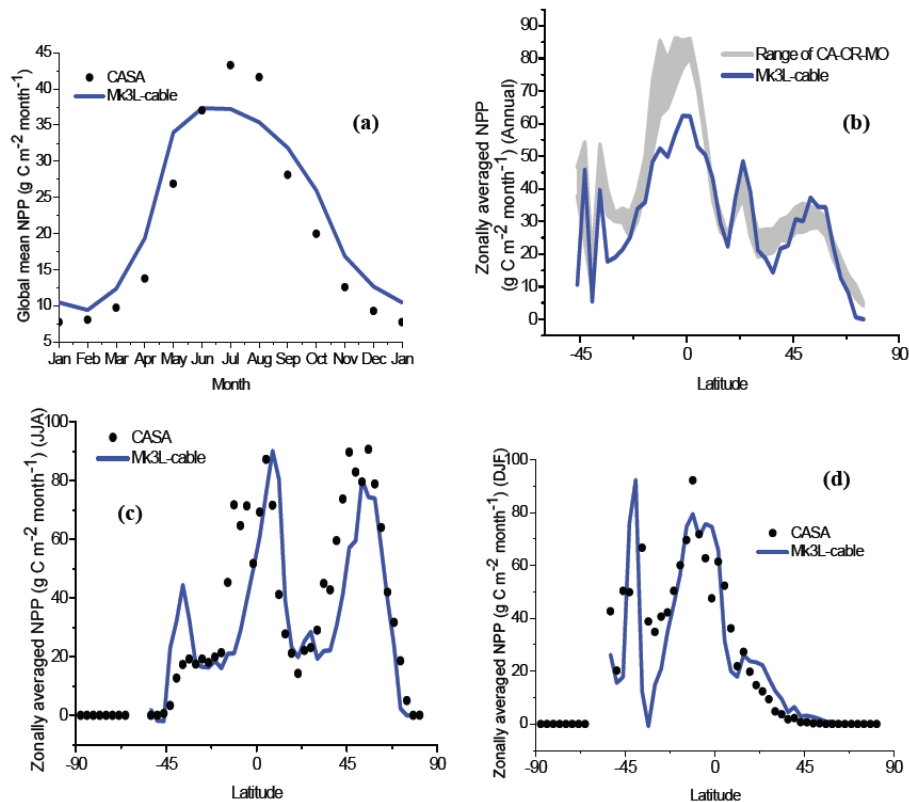 45
40
35
30
25
20
15
10
5
Global mean NPP (g C m⁻² month⁻¹)
CASA
Mk3L-cable
(a)
Jan Feb Mar Apr May Jun Jul Aug Sep Oct Nov Dec Jan
Month
90
80
70
60
50
40
30
20
10
0
Zonally averaged NPP
(g C m⁻² month⁻¹) (Annual)
Range of CA-CR-MO
Mk3L-cable
(b)
-45 0 45 90
Latitude
100
80
60
40
20
0
Zonally averaged NPP (g C m⁻² month⁻¹) (JJA)
CASA
Mk3L-cable
(c)
-90 -45 0 45 90
Latitude
100
80
60
40
20
0
Zonally averaged NPP (g C m⁻² month⁻¹) (DJF)
(d)
CASA
Mk3L-cable
-90 -45 0 45 90
Latitude